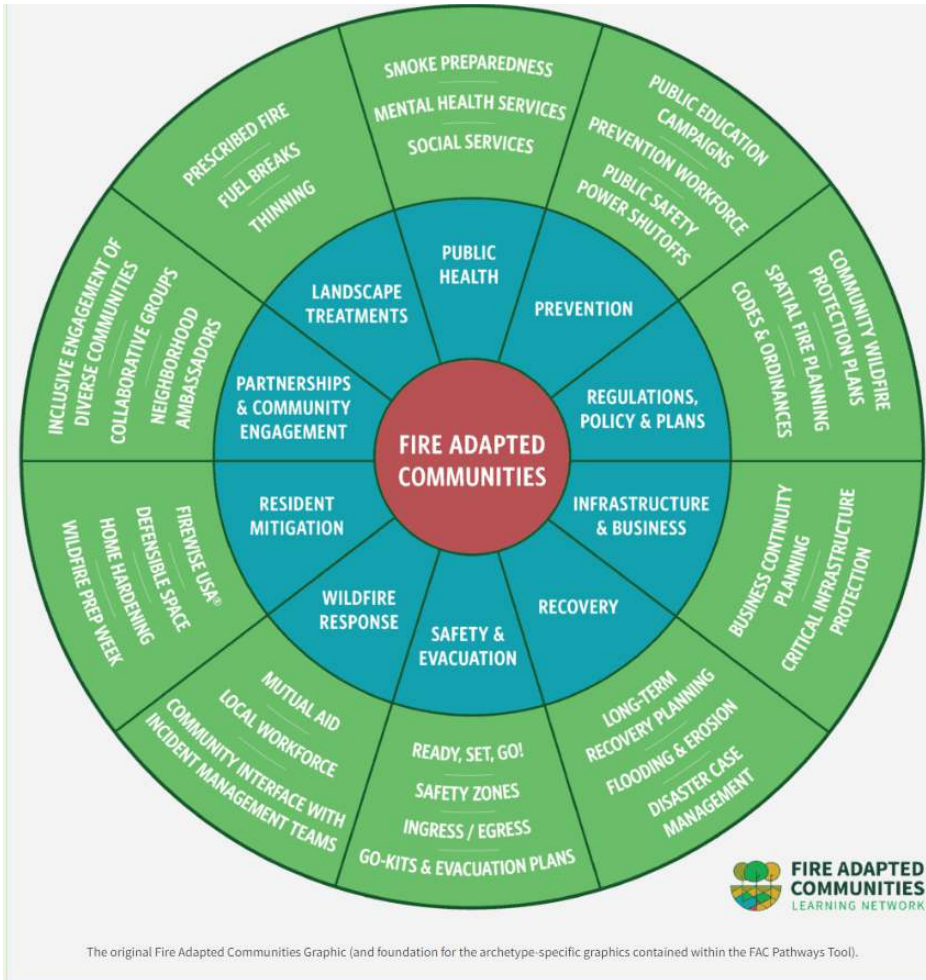 FIRE ADAPTED
COMMUNITIES
PUBLIC
HEALTH
SMOKE PREPAREDNESS
MENTAL HEALTH SERVICES
SOCIAL SERVICES
PREVENTION
PUBLIC EDUCATION
CAMPAIGNS
PREVENTION WORKFORCE
PUBLIC SAFETY
POWER SHUTOFFS
REGULATIONS,
POLICY & PLANS
COMMUNITY WILDFIRE
PROTECTION PLANS
SPATIAL FIRE PLANNING
CODES & ORDINANCES
INFRASTRUCTURE
& BUSINESS
BUSINESS CONTINUITY
PLANNING
CRITICAL INFRASTRUCTURE
PROTECTION
RECOVERY
LONG-TERM
RECOVERY PLANNING
FLOODING & EROSION
DISASTER CASE
MANAGEMENT
SAFETY &
EVACUATION
READY, SET, GO!
SAFETY ZONES
INGRESS / EGRESS
GO-KITS & EVACUATION PLANS
WILDFIRE
RESPONSE
MUTUAL AID
LOCAL WORKFORCE
COMMUNITY INTERFACE WITH
INCIDENT MANAGEMENT TEAMS
RESIDENT
MITIGATION
FIREWISE USA®
DEFENSIBLE SPACE
HOME HARDENING
WILDFIRE PREP WEEK
PARTNERSHIPS
& COMMUNITY
ENGAGEMENT
INCLUSIVE ENGAGEMENT OF
DIVERSE COMMUNITIES
COLLABORATIVE GROUPS
NEIGHBORHOOD
AMBASSADORS
LANDSCAPE
TREATMENTS
PRESCRIBED FIRE
FUEL BREAKS
THINNING
FIRE ADAPTED
COMMUNITIES
LEARNING NETWORK
The original Fire Adapted Communities Graphic (and foundation for the archetype-specific graphics contained within the FAC Pathways Tool).